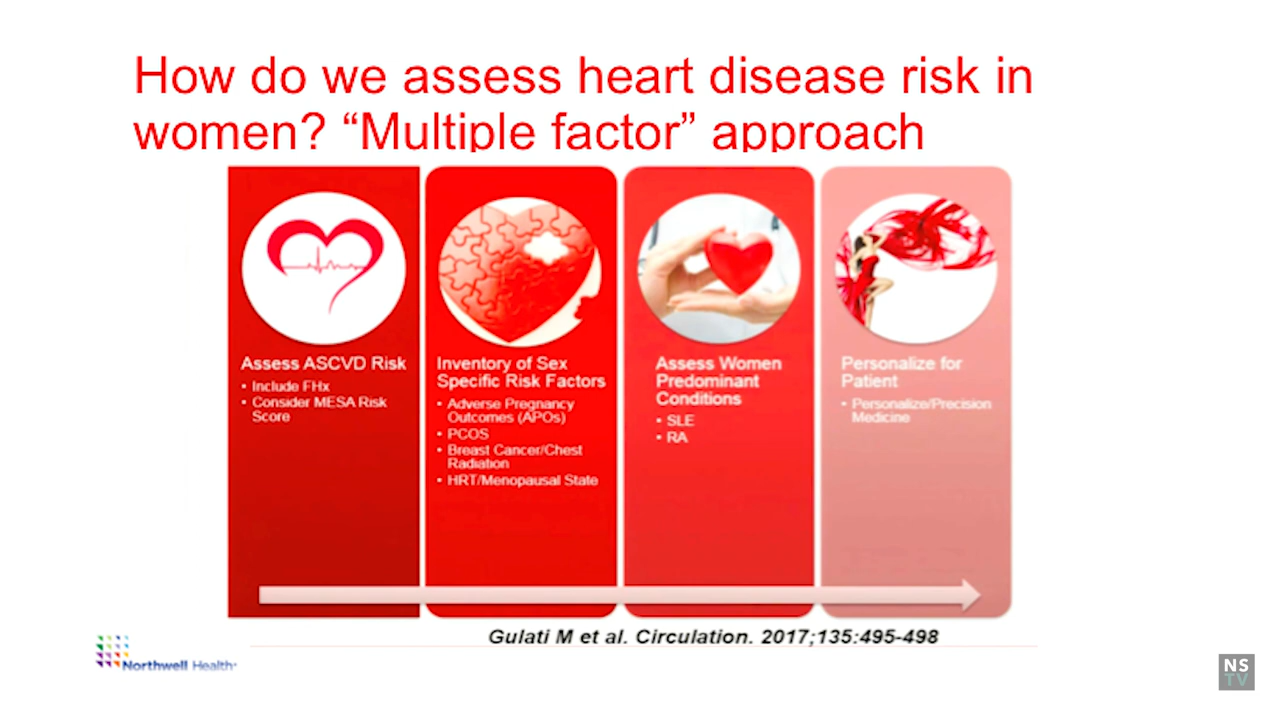 How do we assess heart disease risk in
women? “Multiple factor” approach
Assess ASCVD Risk
• Include FHx
• Consider MESA Risk
Score
Inventory of Sex
Specific Risk Factors
• Adverse Pregnancy
Outcomes (APOs)
• PCOS
• Breast Cancer/Chest
Radiation
• HRT/Menopausal State
Assess Women
Predominant
Conditions
• SLE
• RA
Personalize for
Patient
• Personalize/Precision
Medicine
Gulati M et al. Circulation. 2017;135:495-498
Northwell Health
NS
TV